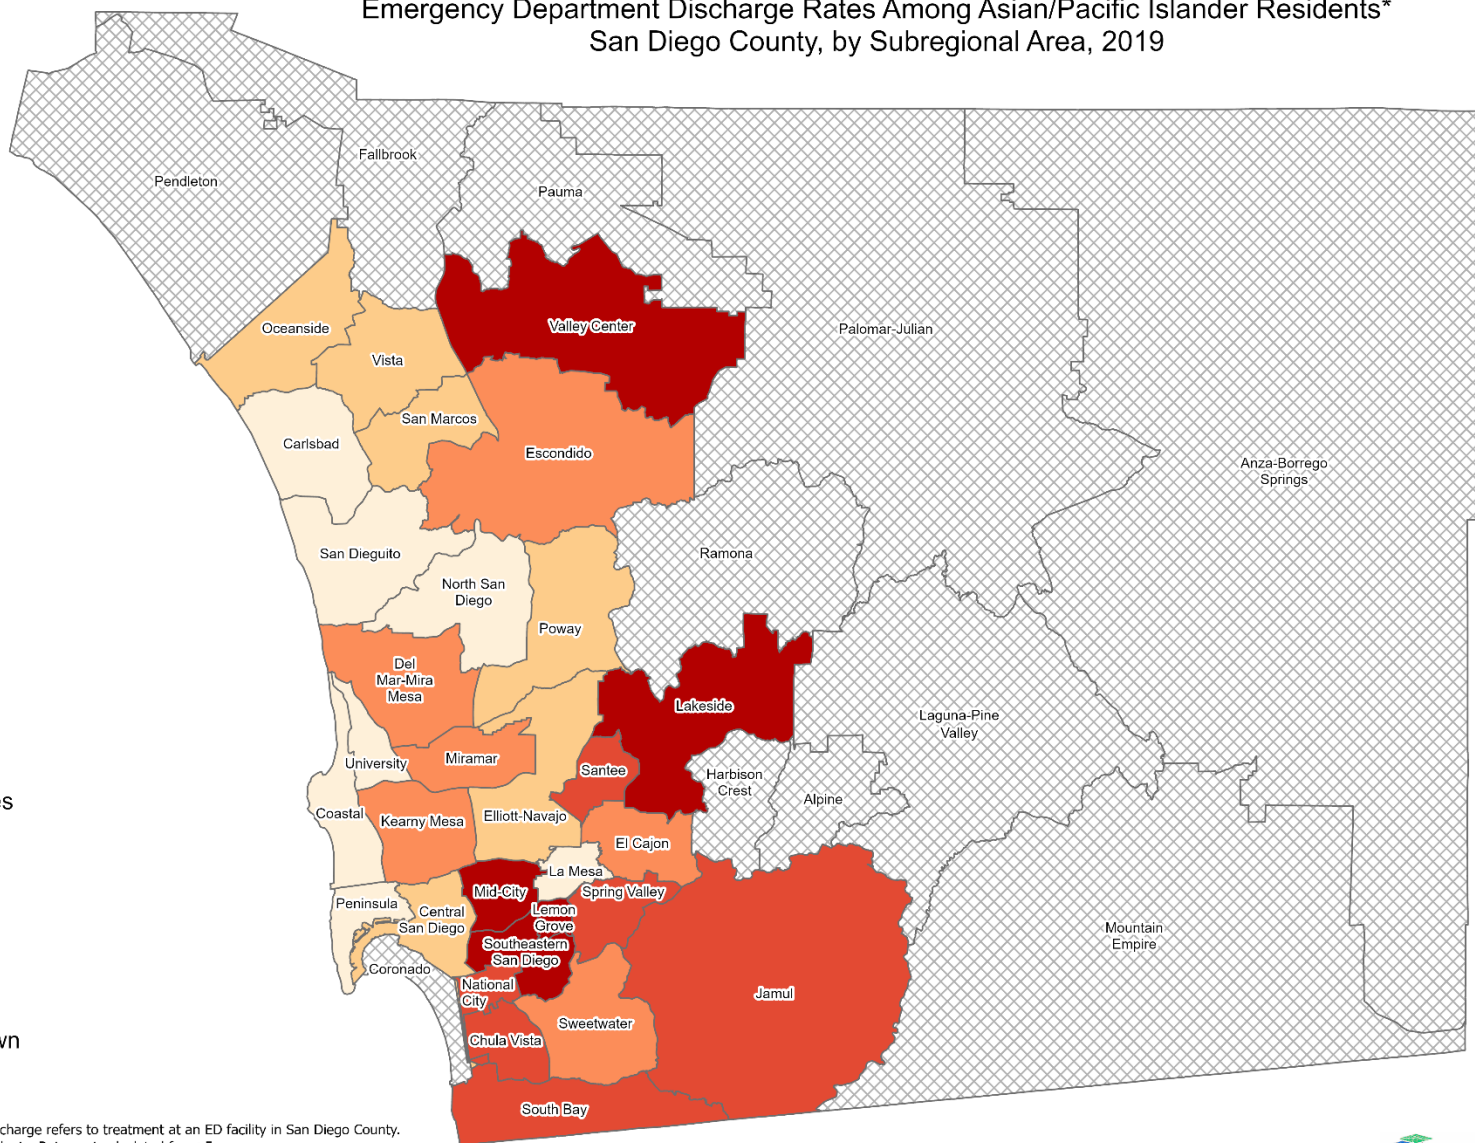 Emergency Department Discharge Rates Among Asian/Pacific Islander Residents*
San Diego County, by Subregional Area, 2019
Fallbrook
Pendleton
Pauma
Oceanside
Valley Center
Palomar-Julian
Vista
San Marcos
Carlsbad
Escondido
Anza-Borrego
Springs
San Dieguito
Ramona
North San
Diego
Poway
Del
Mar-Mira
Mesa
Lakeside
Laguna-Pine
Valley
University
Miramar
Santee
Harbison
Crest
Alpine
es
Coastal
Kearny Mesa
Elliott-Navajo
El Cajon
La Mesa
Mid-City
Spring Valley
Peninsula
Central
San Diego
Lemon
Grove
Southeastern
San Diego
Mountain
Empire
Coronado
National
City
Jamul
Sweetwater
Chula Vista
wn
South Bay
charge refers to treatment at an ED facility in San Diego County.